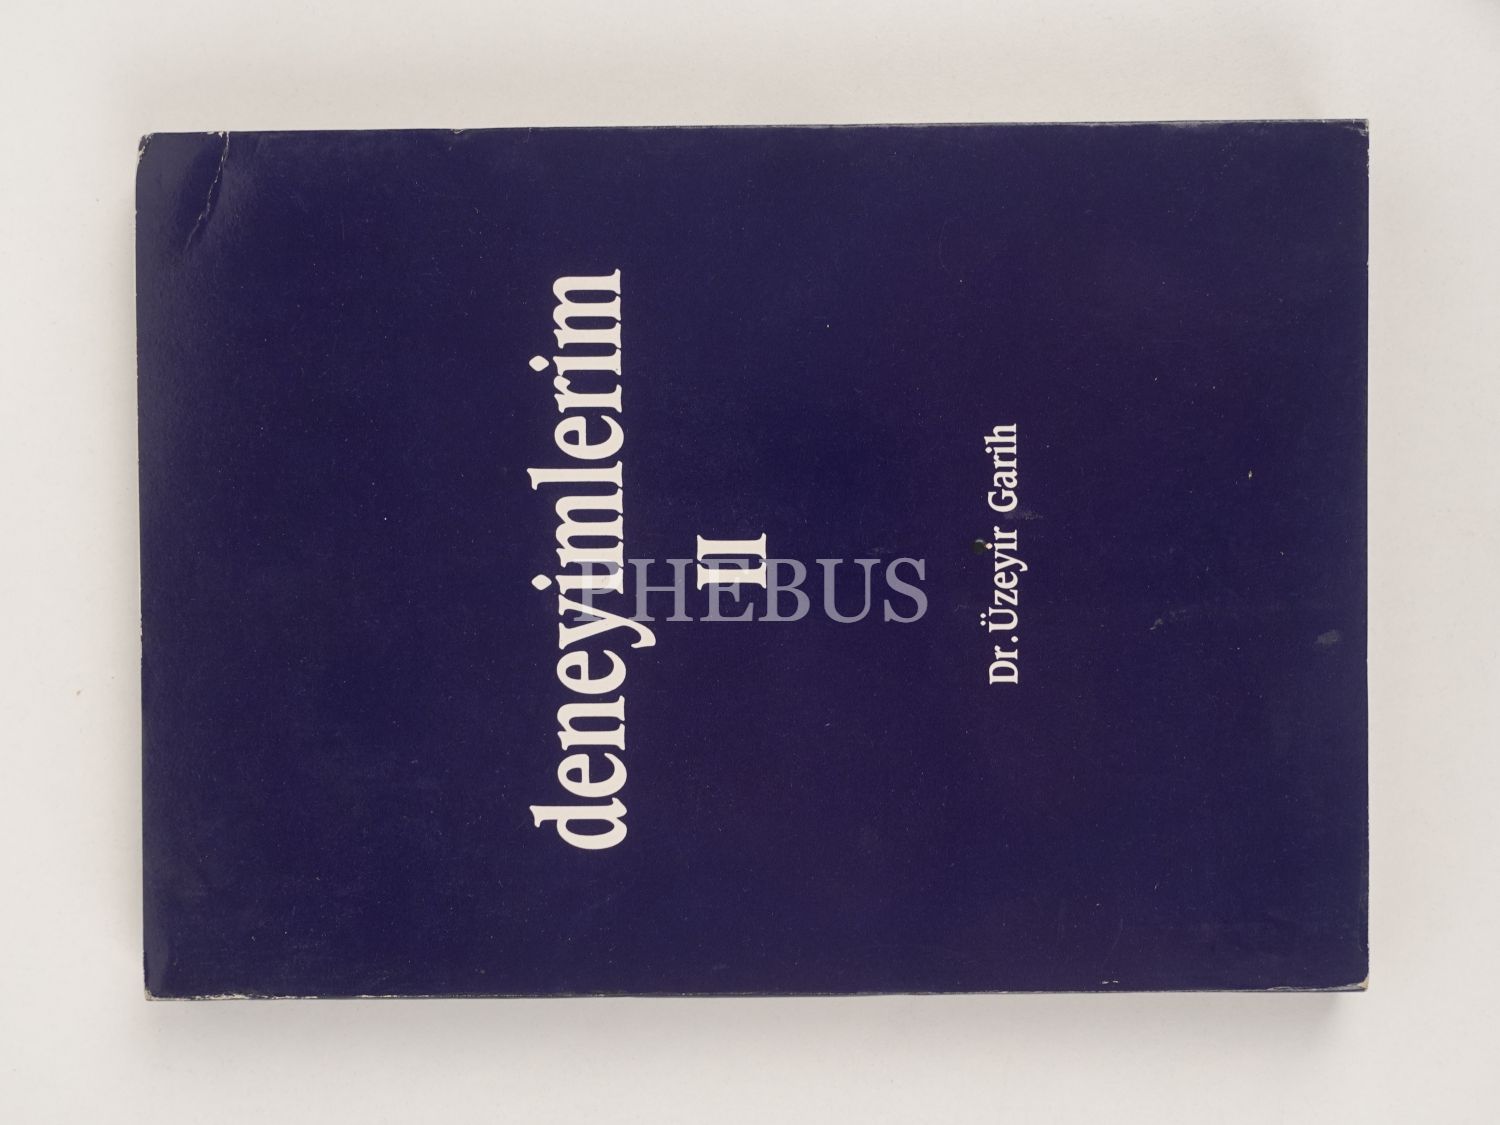 deneyimlerim
II
Dr. Üzeyir Garih
PHEBUS